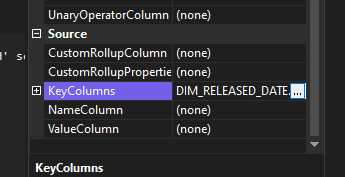 UnaryOperatorColumn (none)
Source
CustomRollupColumn (none)
CustomRollupPropertie (none)
KeyColumns DIM_RELEASED_DATE. ...
NameColumn (none)
ValueColumn (none)
KeyColumns